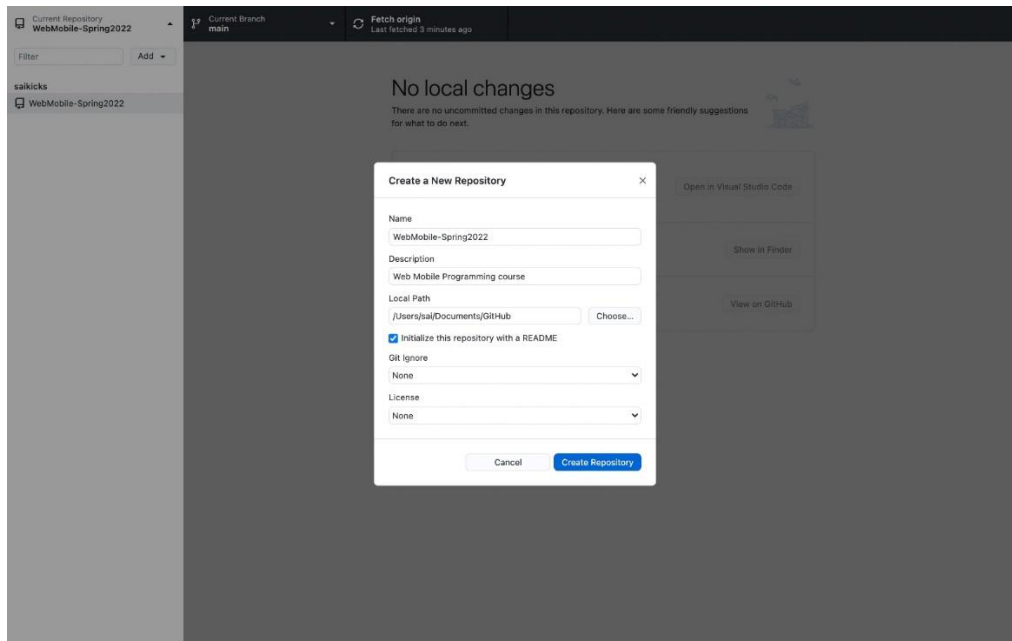 Current Repository
WebMobile-Spring2022
Current Branch
main
Fetch origin
Last fetched 3 minutes ago
Filter
Add
saikicks
WebMobile-Spring2022
No local changes
There are no uncommitted changes in this repository. Here are some friendly suggestions
for what to do next.
Open in Visual Studio Code
Show in Finder
View on GitHub
Create a New Repository
Name
WebMobile-Spring2022
Description
Web Mobile Programming course
Local Path
/Users/sai/Documents/GitHub
Choose...
Initialize this repository with a README
Git Ignore
None
License
None
Cancel
Create Repository